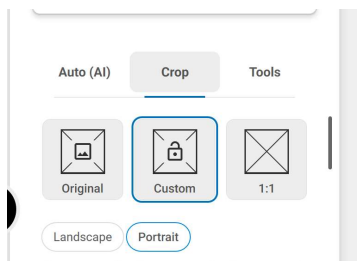 Auto (AI) Crop Tools
Original Custom 1:1
Landscape Portrait